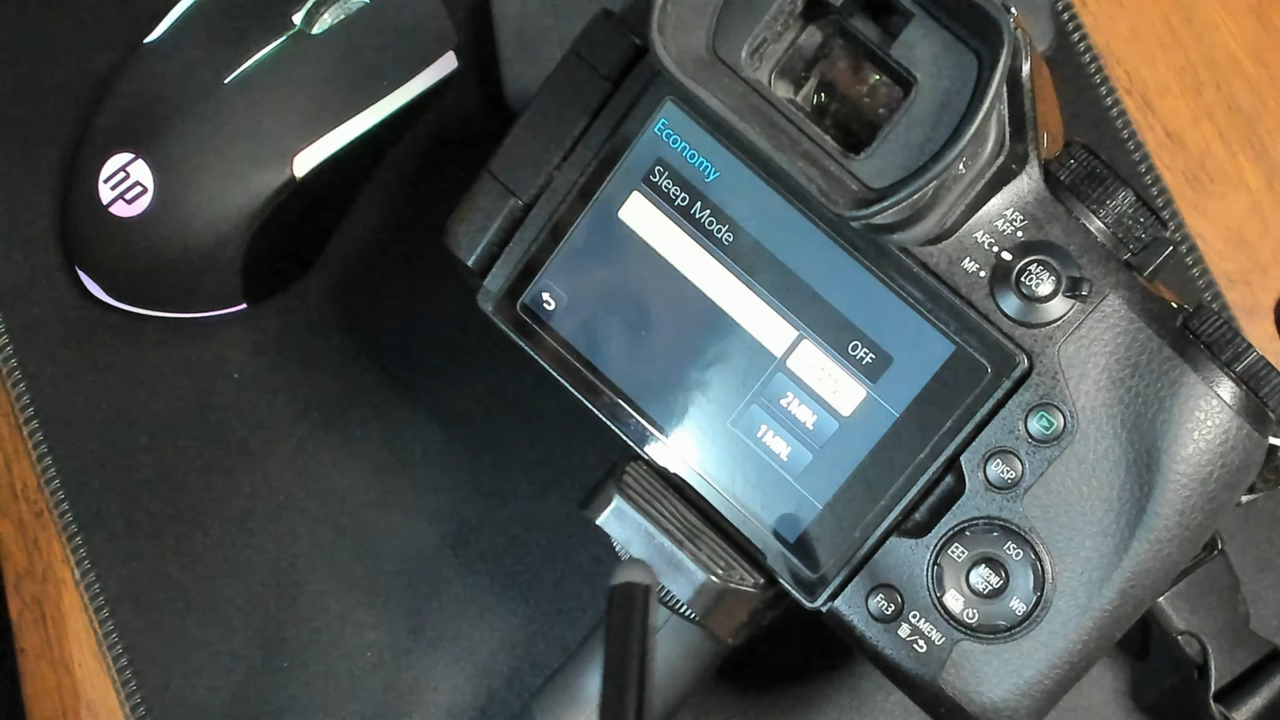 hp
Economy
Sleep Mode
OFF
2MIN.
1MIN.
AFS/
AFF
AFC
MF
AF/AE
LOCK
DISP.
ISO
MENU
/SET
WB
Fn3
Q.MENU